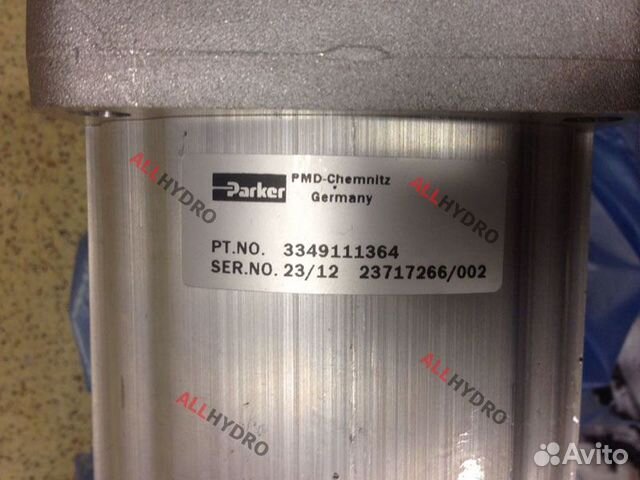 Parker PMD-Chemnitz
Germany
PT.NO. 3349111364
SER.NO. 23/12 23717266/002
ALLHYDRO
ALLHYDRO
ALLHYDRO
ALLHYDRO
Avito